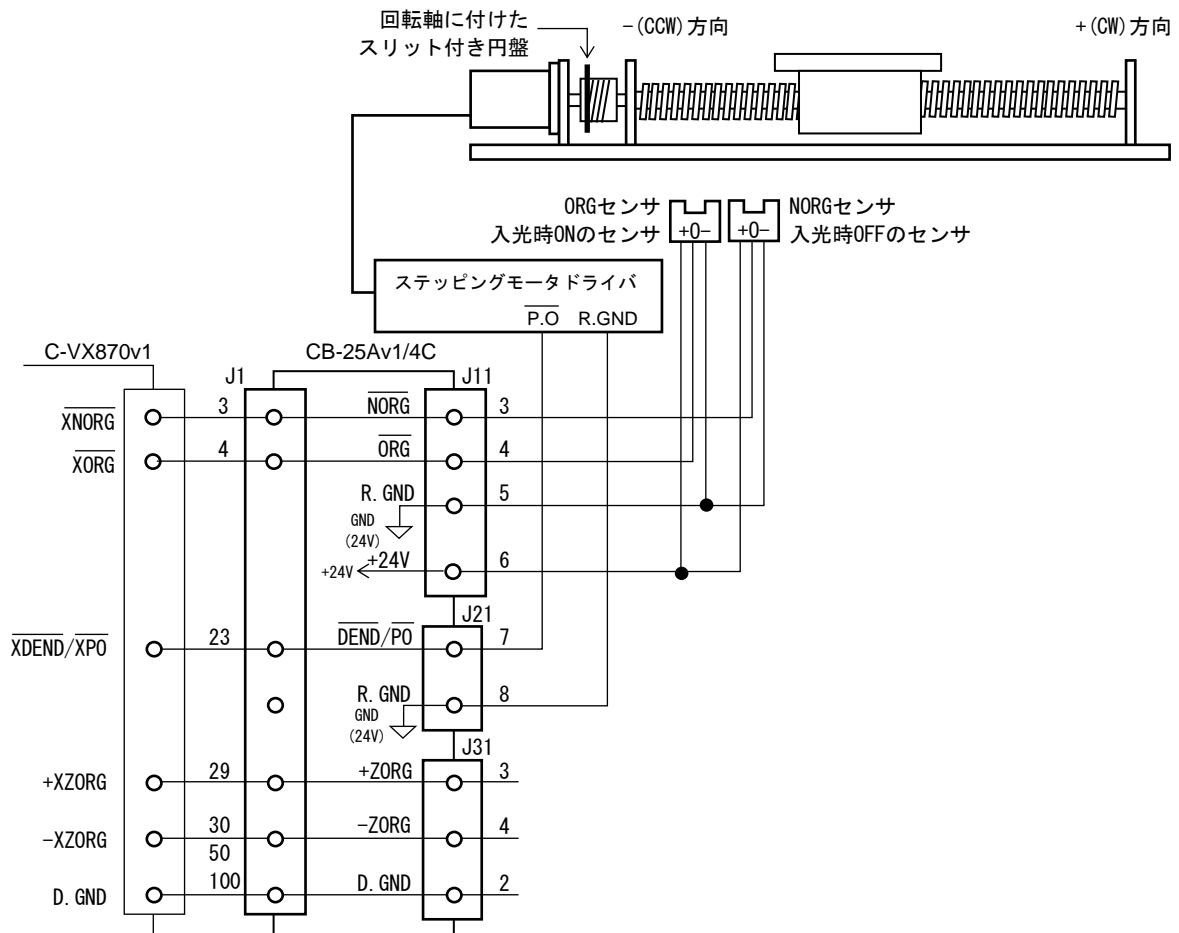 回転軸に付けた
スリット付き円盤
-(CCW)方向
+(CW)方向
ORGセンサ
入光時ONのセンサ
+O-
+O-
NORGセンサ
入光時OFFのセンサ
ステッピングモータドライバ
P.O R.GND
C-VX870v1
CB-25Av1/4C
J1
J11
XNORG 3 NORG 3
XORG 4 ORG 4
R.GND 5
GND
(24V)
+24V +24V 6
J21
XDEND/XPO 23 DEND/PO 7
R.GND 8
GND
(24V)
J31
+XZORG 29 +ZORG 3
-XZORG 30 -ZORG 4
50
D.GND 100 D.GND 2